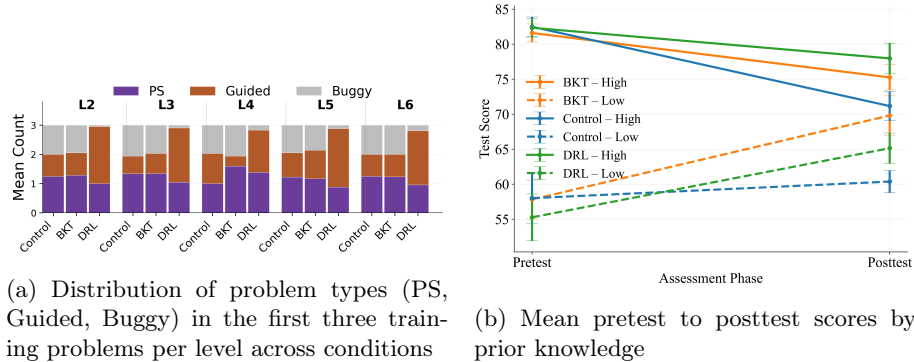 PS Guided Buggy
L2 L3 L4 L5 L6
Mean Count
3
2
1
0
Control BKT DRL Control BKT DRL Control BKT DRL Control BKT DRL Control BKT DRL
(a) Distribution of problem types (PS,
Guided, Buggy) in the first three train-
ing problems per level across conditions
85
80
75
70
65
60
55
Test Score
BKT – High
BKT – Low
Control – High
Control – Low
DRL – High
DRL – Low
Pretest Posttest
Assessment Phase
(b) Mean pretest to posttest scores by
prior knowledge